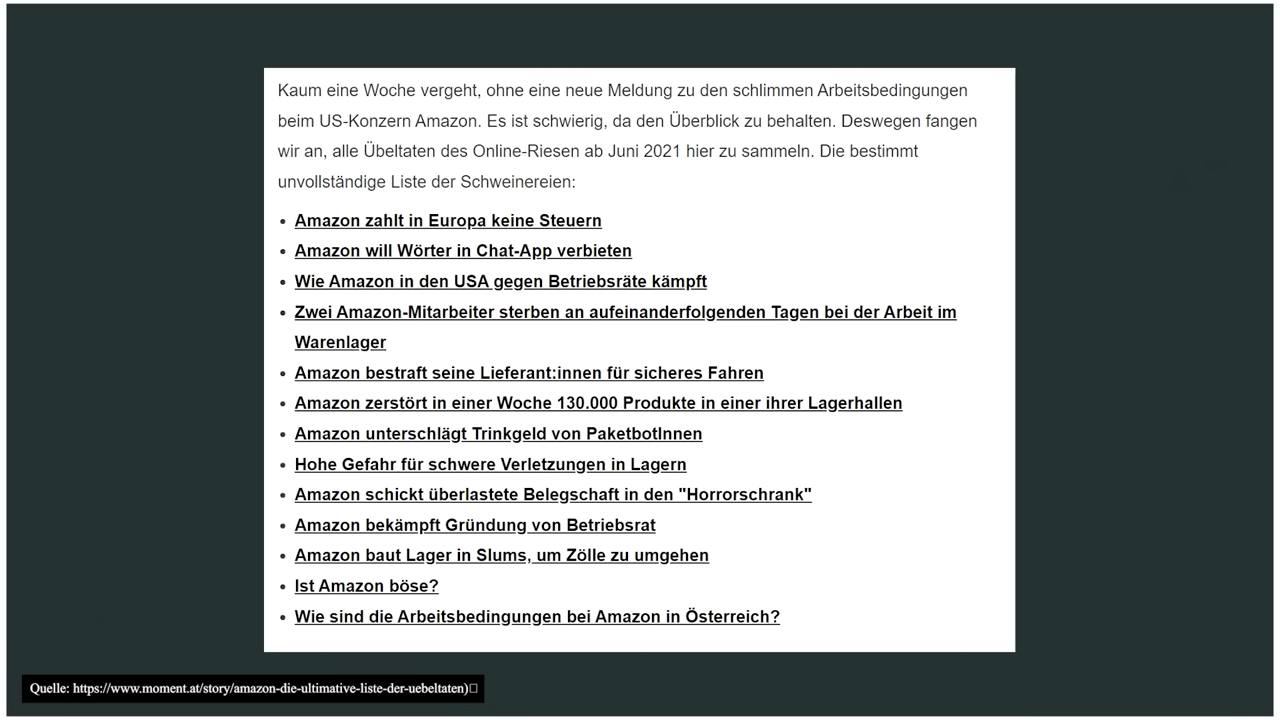 Kaum eine Woche vergeht, ohne eine neue Meldung zu den schlimmen Arbeitsbedingungen
beim US-Konzern Amazon. Es ist schwierig, da den Überblick zu behalten. Deswegen fangen
wir an, alle Übeltaten des Online-Riesen ab Juni 2021 hier zu sammeln. Die bestimmt
unvollständige Liste der Schweinereien:
• Amazon zahlt in Europa keine Steuern
• Amazon will Wörter in Chat-App verbieten
• Wie Amazon in den USA gegen Betriebsräte kämpft
• Zwei Amazon-Mitarbeiter sterben an aufeinanderfolgenden Tagen bei der Arbeit im
Warenlager
• Amazon bestraft seine Lieferant:innen für sicheres Fahren
• Amazon zerstört in einer Woche 130.000 Produkte in einer ihrer Lagerhallen
• Amazon unterschlägt Trinkgeld von PaketbotInnen
• Hohe Gefahr für schwere Verletzungen in Lagern
• Amazon schickt überlastete Belegschaft in den "Horrorschrank"
• Amazon bekämpft Gründung von Betriebsrat
• Amazon baut Lager in Slums, um Zölle zu umgehen
• Ist Amazon böse?
• Wie sind die Arbeitsbedingungen bei Amazon in Österreich?
Quelle: https://www.moment.at/story/amazon-die-ultimative-liste-der-uebeltaten)